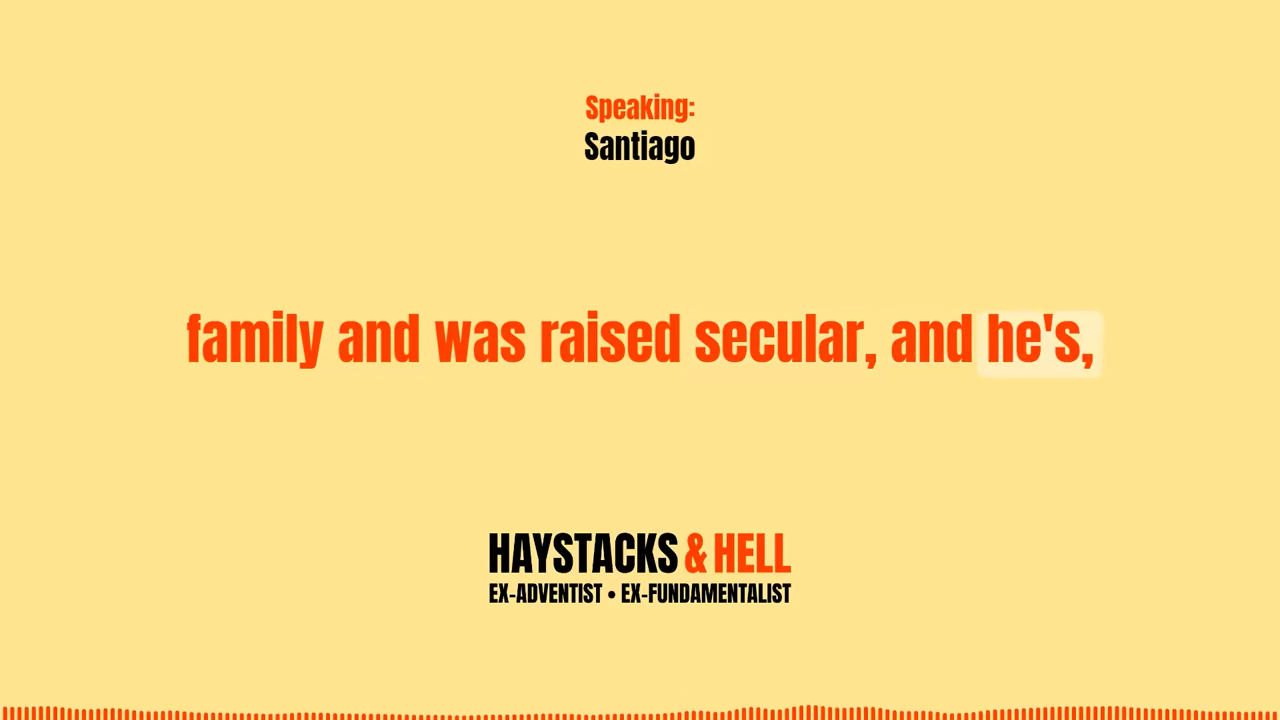 Speaking:
Santiago
family and was raised secular, and he's,
HAYSTACKS & HELL
EX-ADVENTIST • EX-FUNDAMENTALIST